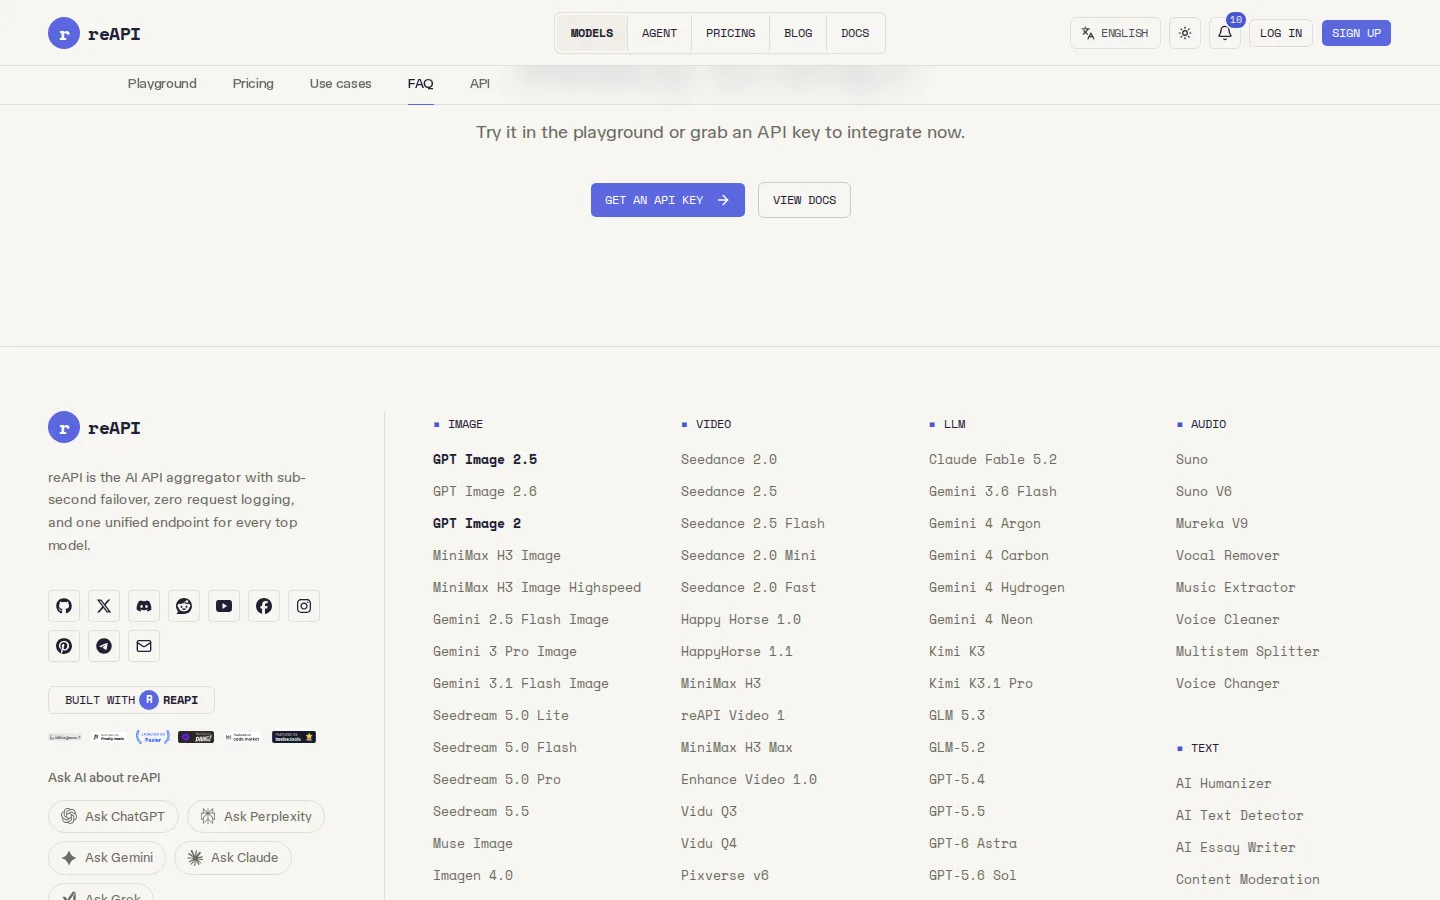 r reAPI
MODELS AGENT PRICING BLOG DOCS
ENGLISH
10
LOG IN
SIGN UP
Playground Pricing Use cases FAQ API
Try it in the playground or grab an API key to integrate now.
GET AN API KEY
VIEW DOCS
r reAPI
reAPI is the AI API aggregator with sub-
second failover, zero request logging,
and one unified endpoint for every top
model.
BUILT WITH R REAPI
Ask AI about reAPI
Ask ChatGPT
Ask Perplexity
Ask Gemini
Ask Claude
Ask Grok
IMAGE
GPT Image 2.5
GPT Image 2.6
GPT Image 2
MiniMax H3 Image
MiniMax H3 Image Highspeed
Gemini 2.5 Flash Image
Gemini 3 Pro Image
Gemini 3.1 Flash Image
Seedream 5.0 Lite
Seedream 5.0 Flash
Seedream 5.0 Pro
Seedream 5.5
Muse Image
Imagen 4.0
VIDEO
Seedance 2.0
Seedance 2.5
Seedance 2.5 Flash
Seedance 2.0 Mini
Seedance 2.0 Fast
Happy Horse 1.0
HappyHorse 1.1
MiniMax H3
reAPI Video 1
MiniMax H3 Max
Enhance Video 1.0
Vidu Q3
Vidu Q4
Pixverse v6
LLM
Claude Fable 5.2
Gemini 3.6 Flash
Gemini 4 Argon
Gemini 4 Carbon
Gemini 4 Hydrogen
Gemini 4 Neon
Kimi K3
Kimi K3.1 Pro
GLM 5.3
GLM-5.2
GPT-5.4
GPT-5.5
GPT-6 Astra
GPT-5.6 Sol
AUDIO
Suno
Suno V6
Mureka V9
Vocal Remover
Music Extractor
Voice Cleaner
Multistem Splitter
Voice Changer
TEXT
AI Humanizer
AI Text Detector
AI Essay Writer
Content Moderation